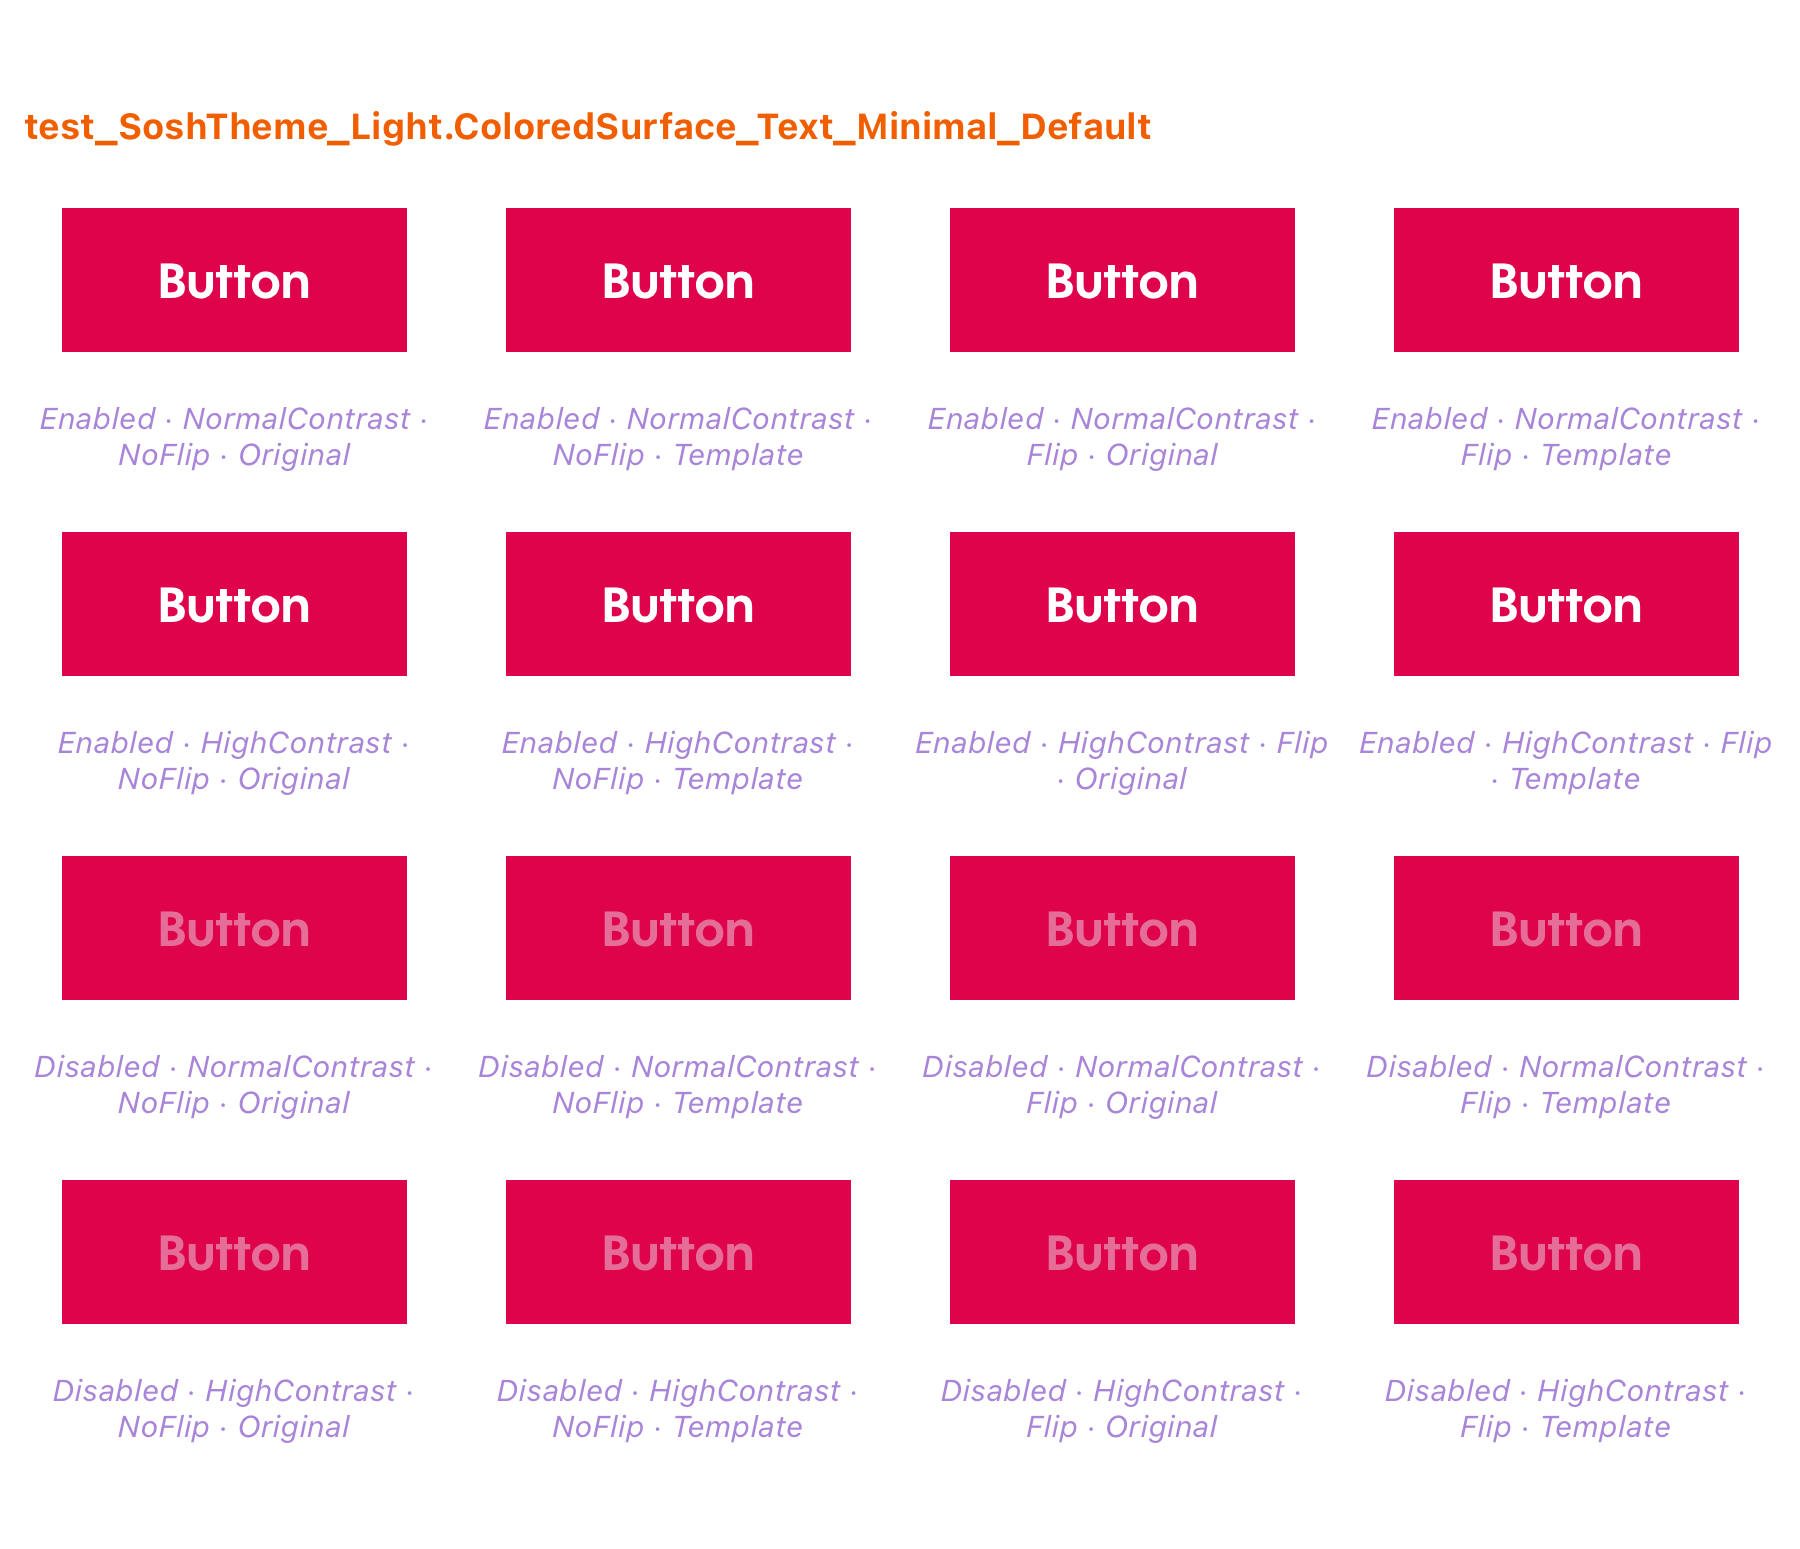 test_SoshTheme_Light.ColoredSurface_Text_Minimal_Default
Button Button Button Button
Enabled · NormalContrast · Enabled · NormalContrast · Enabled · NormalContrast · Enabled · NormalContrast ·
NoFlip · Original NoFlip · Template Flip · Original Flip · Template
Button Button Button Button
Enabled · HighContrast · Enabled · HighContrast · Enabled · HighContrast · Flip Enabled · HighContrast · Flip
NoFlip · Original NoFlip · Template · Original · Template
Button Button Button Button
Disabled · NormalContrast · Disabled · NormalContrast · Disabled · NormalContrast · Disabled · NormalContrast ·
NoFlip · Original NoFlip · Template Flip · Original Flip · Template
Button Button Button Button
Disabled · HighContrast · Disabled · HighContrast · Disabled · HighContrast · Disabled · HighContrast ·
NoFlip · Original NoFlip · Template Flip · Original Flip · Template